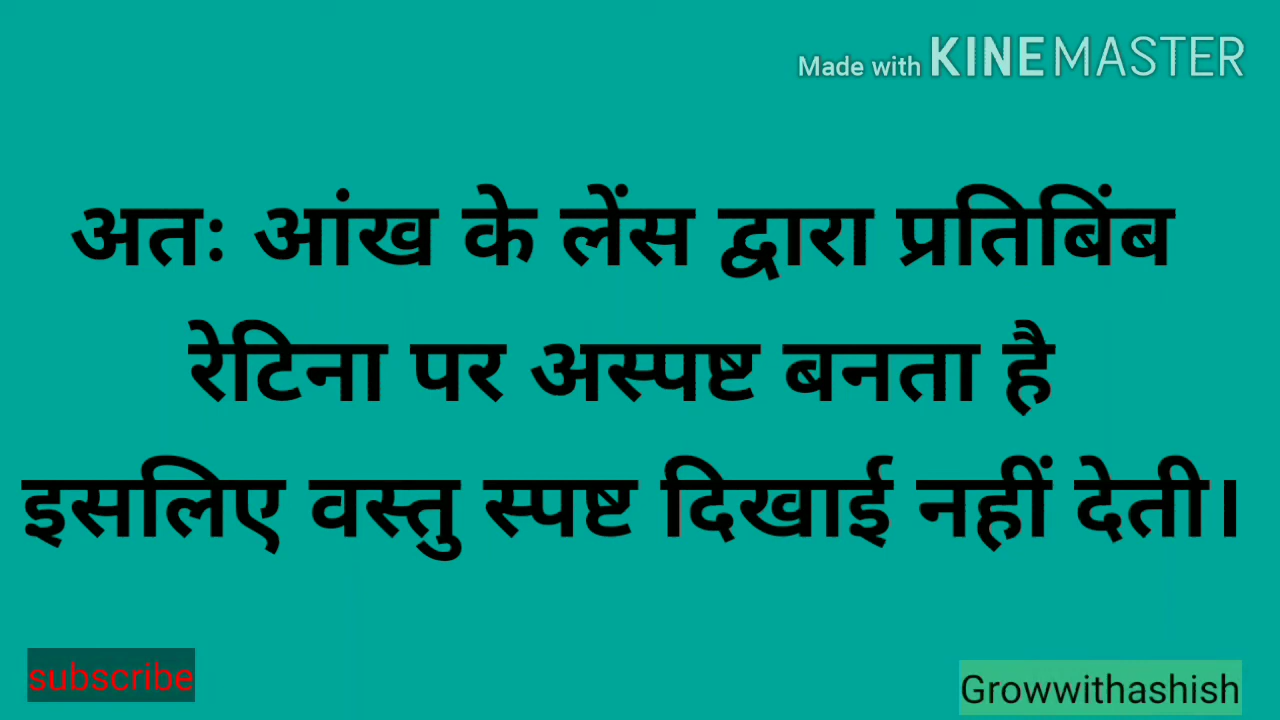 Made with KINEMASTER
अतः आंख के लेंस द्वारा प्रतिबिंब
रेटिना पर अस्पष्ट बनता है
इसलिए वस्तु स्पष्ट दिखाई नहीं देती।
subscribe
Growwithashish